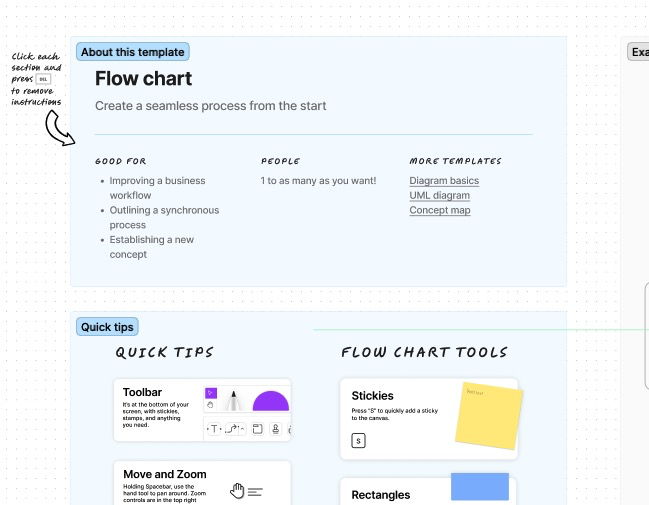 Click each
section and
press DEL
to remove
instructions
About this template
Flow chart
Create a seamless process from the start
GOOD FOR
• Improving a business
workflow
• Outlining a synchronous
process
• Establishing a new
concept
PEOPLE
1 to as many as you want!
MORE TEMPLATES
Diagram basics
UML diagram
Concept map
Exa
Quick tips
QUICK TIPS
Toolbar
It's at the bottom of your
screen, with stickies,
stamps, and anything
you need.
T
Move and Zoom
Holding Spacebar, use the
hand tool to pan around. Zoom
controls are in the top right
FLOW CHART TOOLS
Stickies
Press "S" to quickly add a sticky
to the canvas.
S
Rectangles